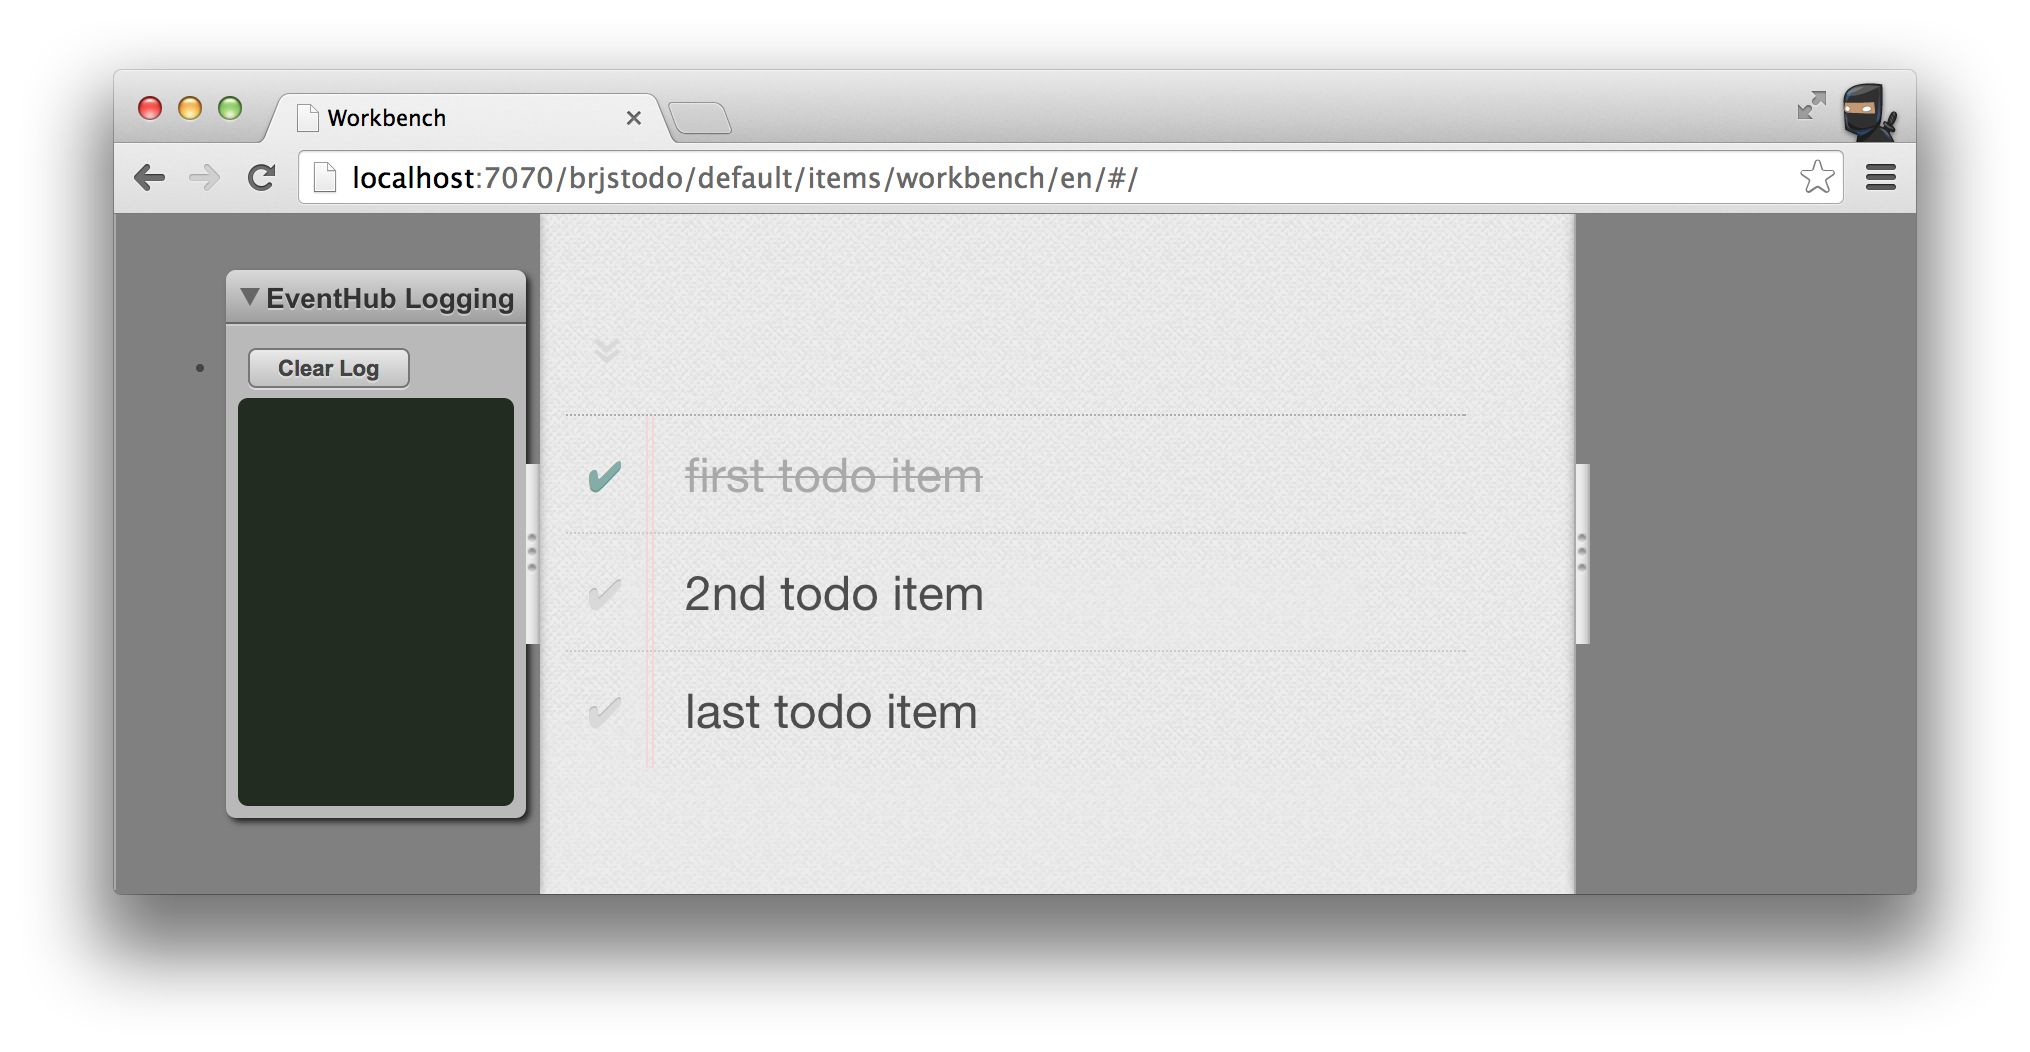 Workbench
localhost:7070/brjstodo/default/items/workbench/en/#/
EventHub Logging
Clear Log
first todo item
2nd todo item
last todo item